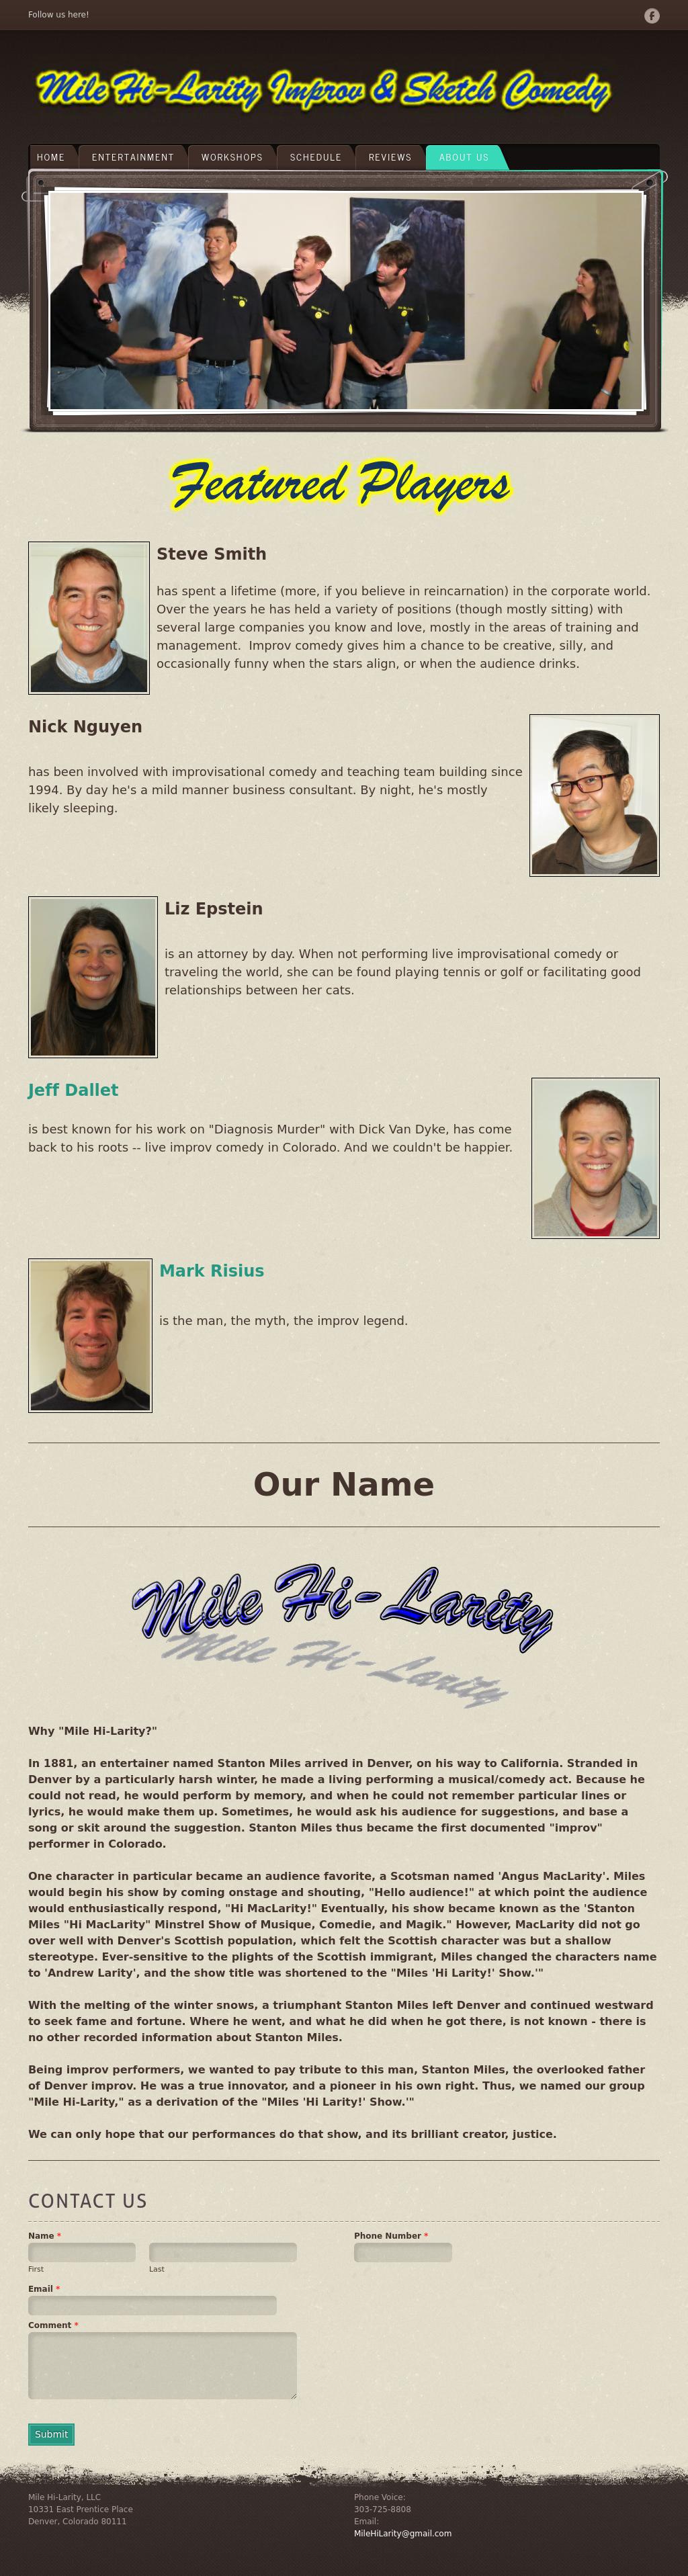 Follow us here!
Mile Hi-Larity Improv & Sketch Comedy
HOME
ENTERTAINMENT
WORKSHOPS
SCHEDULE
REVIEWS
ABOUT US
Featured Players
Steve Smith
has spent a lifetime (more, if you believe in reincarnation) in the corporate world.
Over the years he has held a variety of positions (though mostly sitting) with
several large companies you know and love, mostly in the areas of training and
management.  Improv comedy gives him a chance to be creative, silly, and
occasionally funny when the stars align, or when the audience drinks.
Nick Nguyen
has been involved with improvisational comedy and teaching team building since
1994. By day he's a mild manner business consultant. By night, he's mostly
likely sleeping.
Liz Epstein
is an attorney by day. When not performing live improvisational comedy or
traveling the world, she can be found playing tennis or golf or facilitating good
relationships between her cats.
Jeff Dallet
is best known for his work on "Diagnosis Murder" with Dick Van Dyke, has come
back to his roots -- live improv comedy in Colorado. And we couldn't be happier.
Mark Risius
is the man, the myth, the improv legend.
Our Name
Mile Hi-Larity
Why "Mile Hi-Larity?"
In 1881, an entertainer named Stanton Miles arrived in Denver, on his way to California. Stranded in
Denver by a particularly harsh winter, he made a living performing a musical/comedy act. Because he
could not read, he would perform by memory, and when he could not remember particular lines or
lyrics, he would make them up. Sometimes, he would ask his audience for suggestions, and base a
song or skit around the suggestion. Stanton Miles thus became the first documented "improv"
performer in Colorado.
One character in particular became an audience favorite, a Scotsman named 'Angus MacLarity'. Miles
would begin his show by coming onstage and shouting, "Hello audience!" at which point the audience
would enthusiastically respond, "Hi MacLarity!" Eventually, his show became known as the 'Stanton
Miles "Hi MacLarity" Minstrel Show of Musique, Comedie, and Magik." However, MacLarity did not go
over well with Denver's Scottish population, which felt the Scottish character was but a shallow
stereotype. Ever-sensitive to the plights of the Scottish immigrant, Miles changed the characters name
to 'Andrew Larity', and the show title was shortened to the "Miles 'Hi Larity!' Show.'"
With the melting of the winter snows, a triumphant Stanton Miles left Denver and continued westward
to seek fame and fortune. Where he went, and what he did when he got there, is not known - there is
no other recorded information about Stanton Miles.
Being improv performers, we wanted to pay tribute to this man, Stanton Miles, the overlooked father
of Denver improv. He was a true innovator, and a pioneer in his own right. Thus, we named our group
"Mile Hi-Larity," as a derivation of the "Miles 'Hi Larity!' Show.'"
We can only hope that our performances do that show, and its brilliant creator, justice.
CONTACT US
Name *
First
Last
Phone Number *
Email *
Comment *
Submit
Mile Hi-Larity, LLC
10331 East Prentice Place
Denver, Colorado 80111
Phone Voice:
303-725-8808
Email:
MileHiLarity@gmail.com